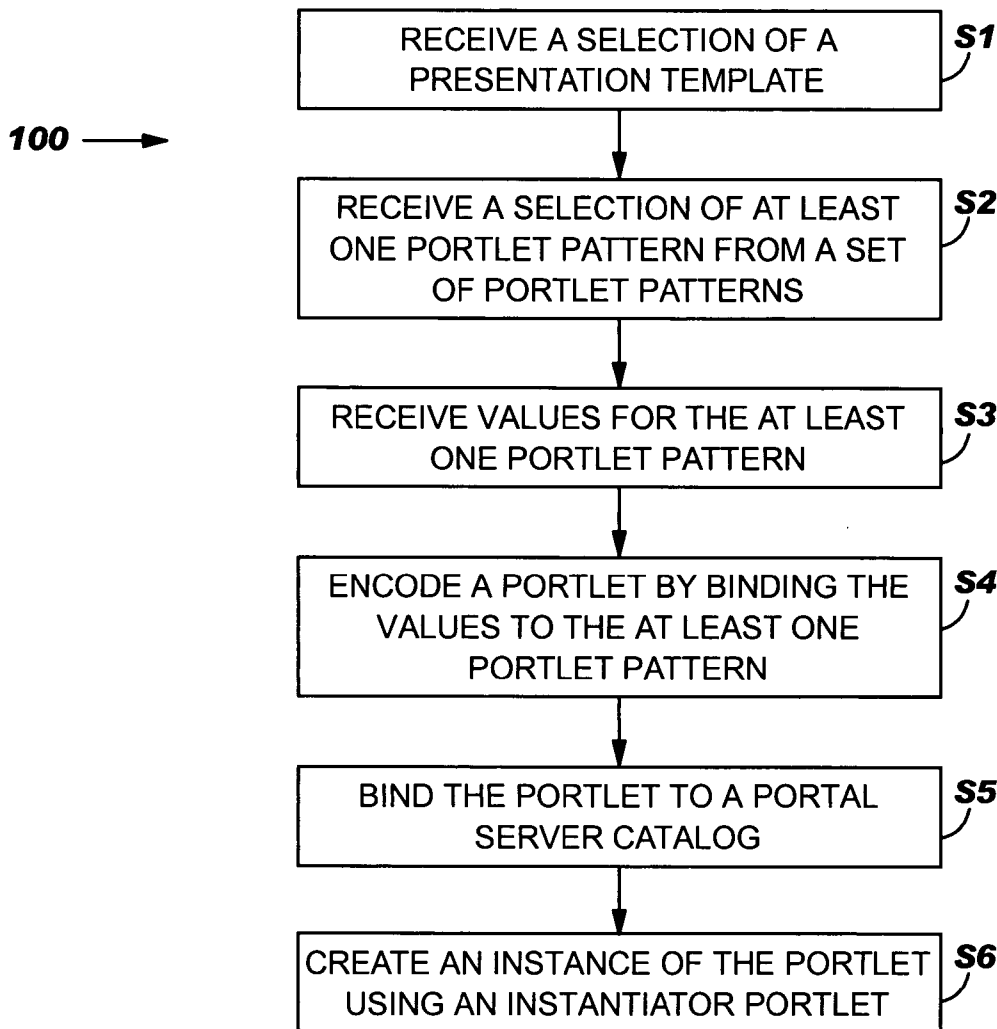 RECEIVE A SELECTION OF A
PRESENTATION TEMPLATE
S1
100
RECEIVE A SELECTION OF AT LEAST
ONE PORTLET PATTERN FROM A SET
OF PORTLET PATTERNS
S2
RECEIVE VALUES FOR THE AT LEAST
ONE PORTLET PATTERN
S3
ENCODE A PORTLET BY BINDING THE
VALUES TO THE AT LEAST ONE
PORTLET PATTERN
S4
BIND THE PORTLET TO A PORTAL
SERVER CATALOG
S5
CREATE AN INSTANCE OF THE PORTLET
USING AN INSTANTIATOR PORTLET
S6